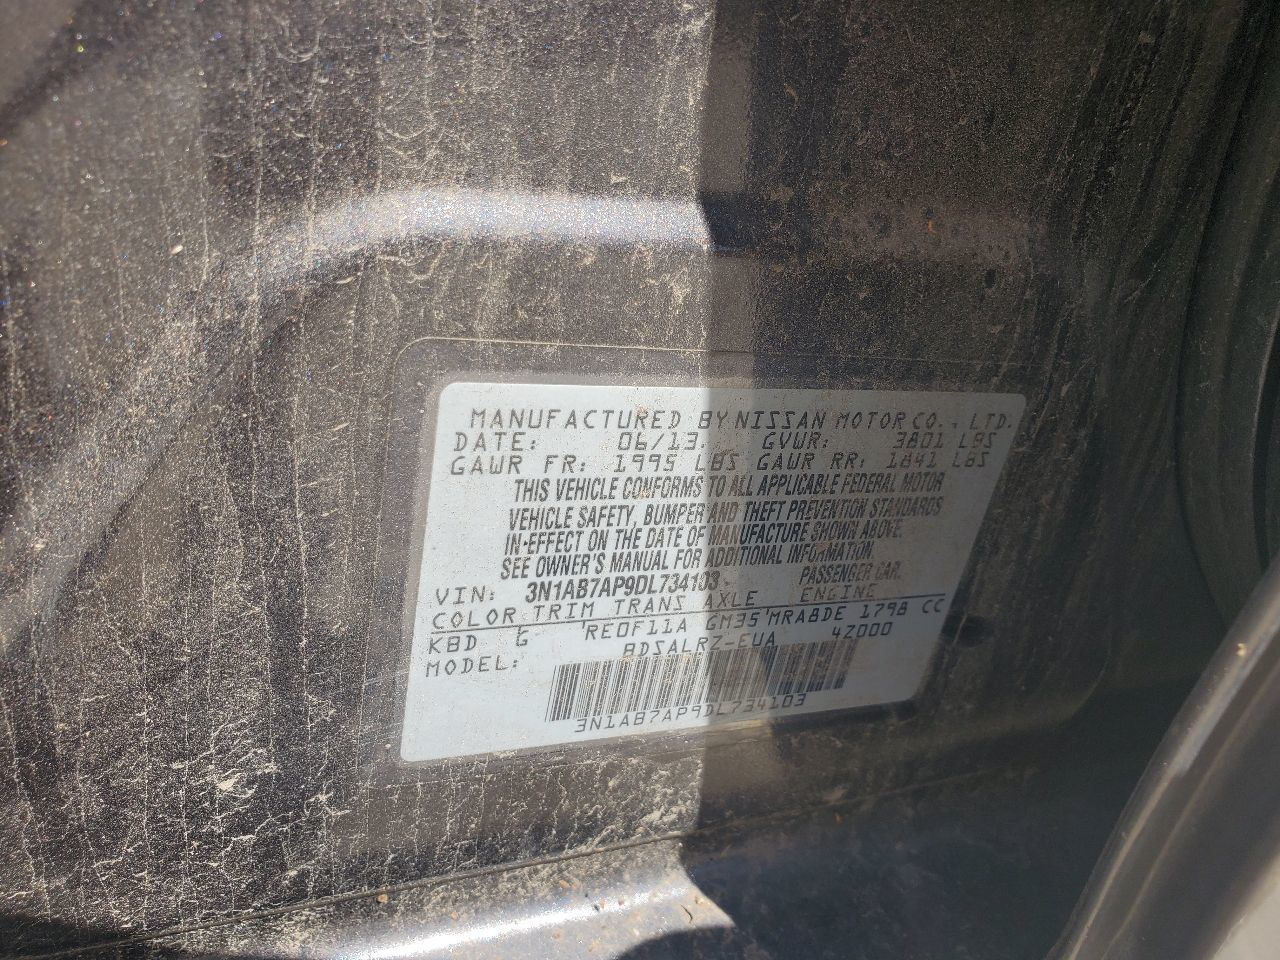 MANUFACTURED BY NISSAN MOTOR CO., LTD.
DATE: 06/13 GVWR: 3801 LBS
GAWR FR: 1995 LBS GAWR RR: 1841 LBS
THIS VEHICLE CONFORMS TO ALL APPLICABLE FEDERAL MOTOR
VEHICLE SAFETY, BUMPER AND THEFT PREVENTION STANDARDS
IN-EFFECT ON THE DATE OF MANUFACTURE SHOWN ABOVE.
SEE OWNER'S MANUAL FOR ADDITIONAL INFORMATION.
VIN: 3N1AB7AP9DL734103 PASSENGER CAR.
COLOR TRIM TRANS AXLE ENGINE
KBD G RE0F11A GM35 MRA8DE 1798 CC
MODEL: BDSALRZ-EUA 4Z000
3N1AB7AP9DL734103